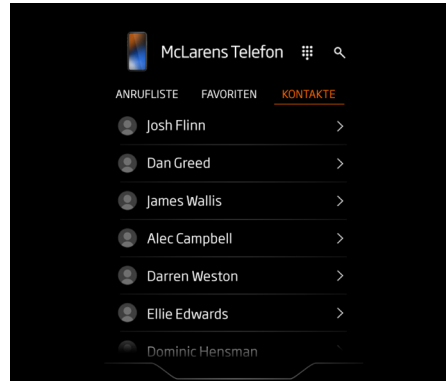 McLarens Telefon
ANRUFLISTE FAVORITEN KONTAKTE
Josh Flinn
Dan Greed
James Wallis
Alec Campbell
Darren Weston
Ellie Edwards
Dominic Hensman